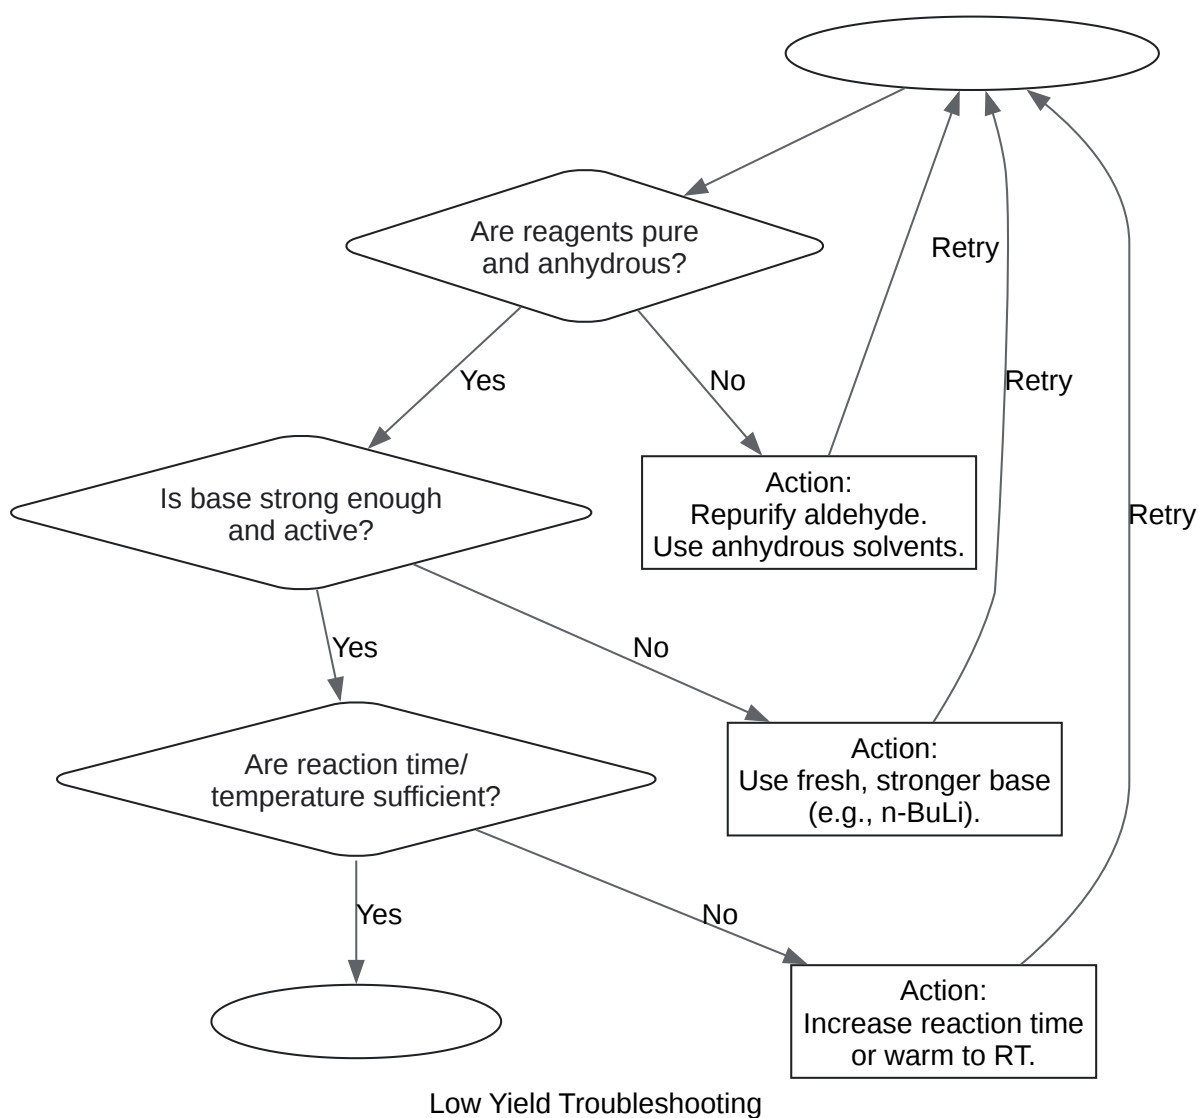 Are reagents pure
and anhydrous?
Retry
Yes
No
Retry
Action:
Repurify aldehyde.
Use anhydrous solvents.
Is base strong enough
and active?
Retry
Yes
No
Action:
Use fresh, stronger base
(e.g., n-BuLi).
Are reaction time/
temperature sufficient?
Yes
No
Action:
Increase reaction time
or warm to RT.
Low Yield Troubleshooting